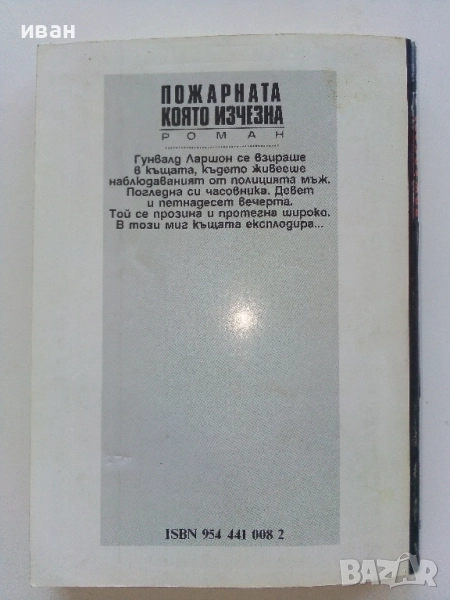 иван
ПОЖАРНАТА
КОЯТО ИЗЧЕЗНА
РОМАН
Гунвалд Ларшон се взираше
в къщата, където живееше
наблюдаваният от полицията мъж.
Погледна си часовника. Девет
и петнадесет вечерта.
Той се прозина и протегна широко.
В този миг къщата експлодира...
ISBN 954 441 008 2
BAZAR